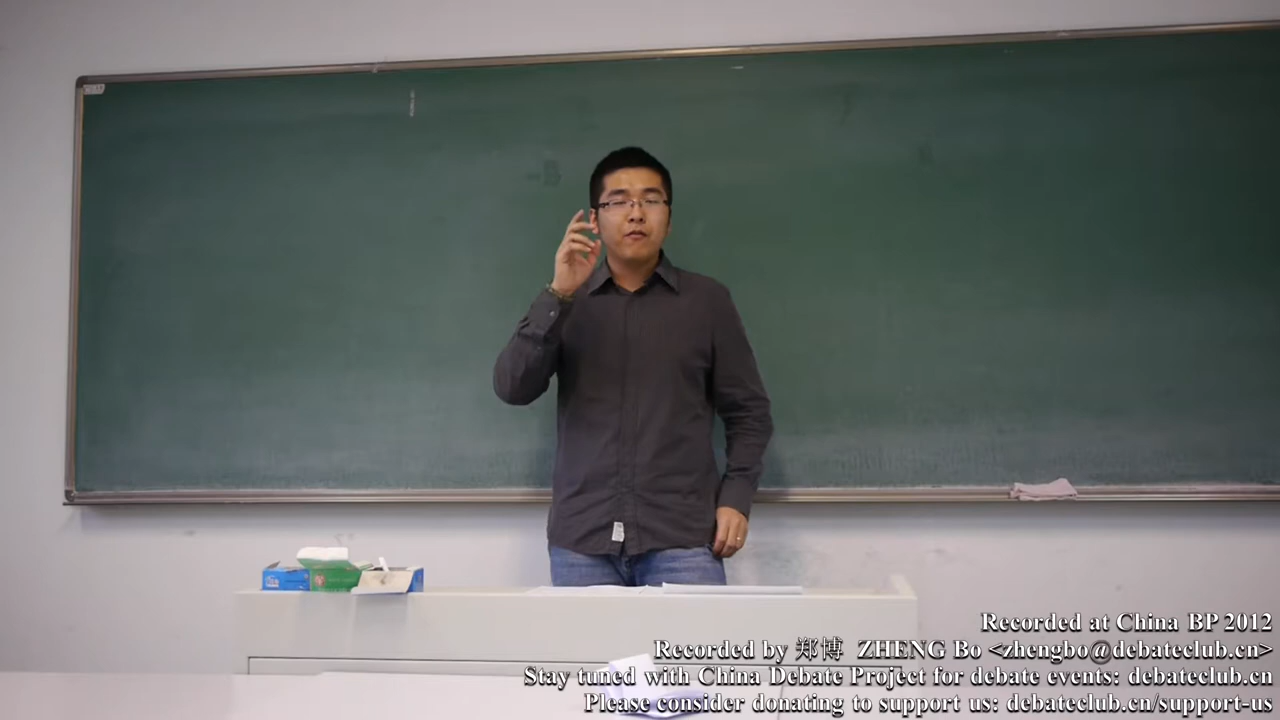 Recorded at China BP 2012
Recorded by 郑博 ZHENG Bo <zhengbo@debateclub.cn>
Stay tuned with China Debate Project for debate events: debateclub.cn
Please consider donating to support us: debateclub.cn/support-us